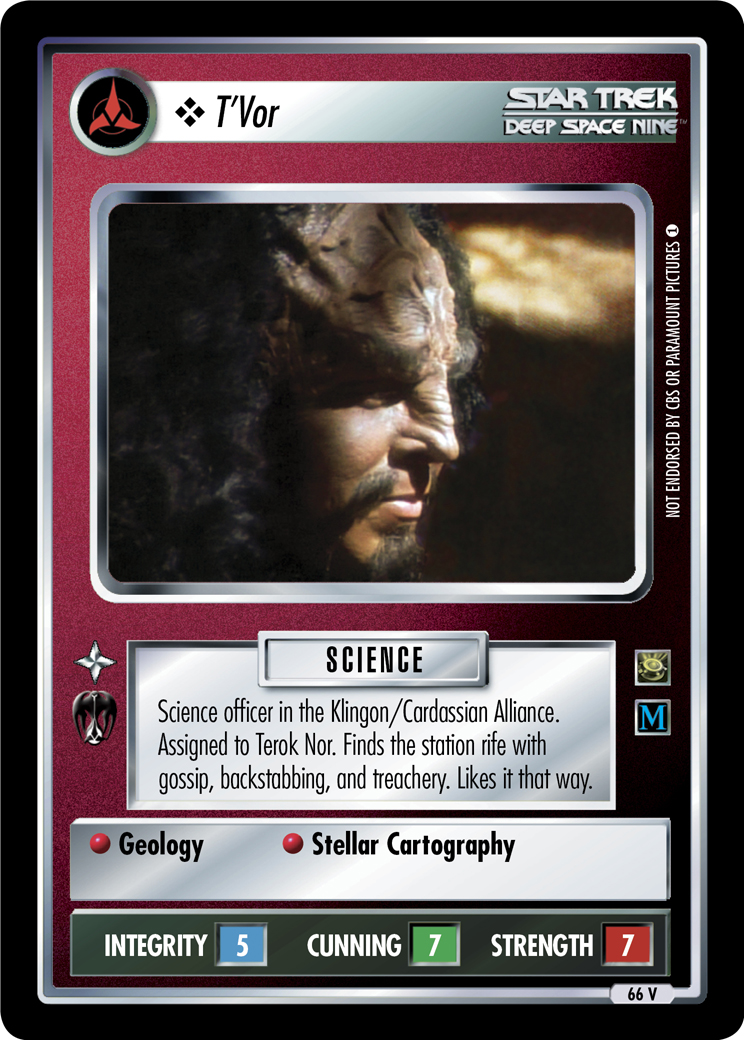 ❖ T'Vor
STAR TREK
DEEP SPACE NINE™
NOT ENDORSED BY CBS OR PARAMOUNT PICTURES 1
SCIENCE
Science officer in the Klingon/Cardassian Alliance.
Assigned to Terok Nor. Finds the station rife with
gossip, backstabbing, and treachery. Likes it that way.
M
Geology Stellar Cartography
INTEGRITY 5 CUNNING 7 STRENGTH 7
66 V